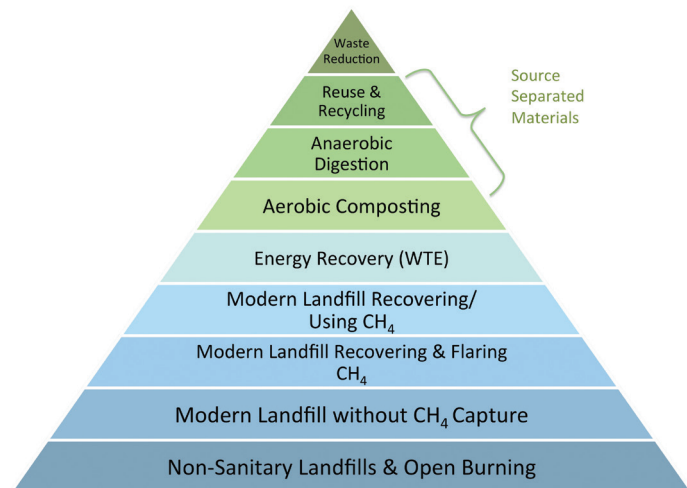 Waste
Reduction
Reuse &
Recycling
Anaerobic
Digestion
Aerobic Composting
Energy Recovery (WTE)
Modern Landfill Recovering/
Using CH₄
Modern Landfill Recovering & Flaring
CH₄
Modern Landfill without CH₄ Capture
Non-Sanitary Landfills & Open Burning
Source
Separated
Materials